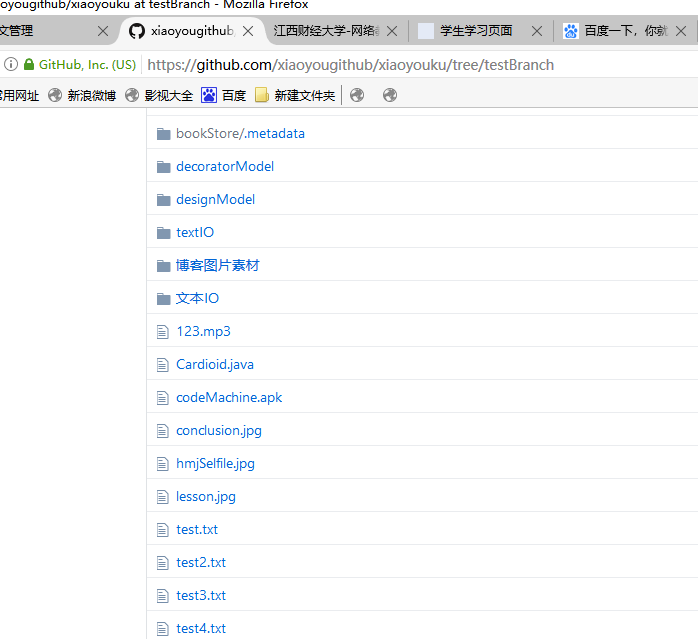 oyougithub/xiaoyouku at testBranch - Mozilla Firefox
文管理 xiaoyougithub, 江西财经大学-网络 学生学习页面 百度一下，你就
GitHub, Inc. (US) https://github.com/xiaoyougithub/xiaoyouku/tree/testBranch
常用网址 新浪微博 影视大全 百度 新建文件夹
bookStore/.metadata
decoratorModel
designModel
textIO
博客图片素材
文本IO
123.mp3
Cardioid.java
codeMachine.apk
conclusion.jpg
hmjSelfile.jpg
lesson.jpg
test.txt
test2.txt
test3.txt
test4.txt